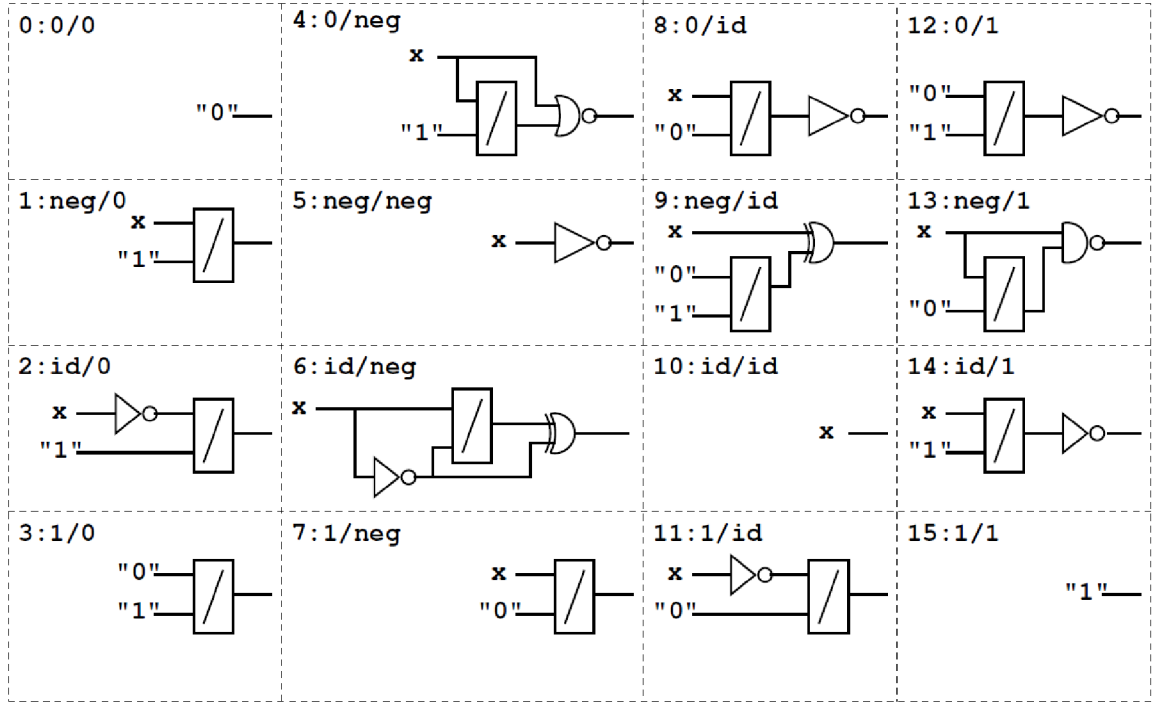 0:0/0
"0"
4:0/neg
x
"1"
8:0/id
x
"0"
12:0/1
"0"
"1"
1:neg/0
x
"1"
5:neg/neg
x
9:neg/id
x
"0"
"1"
13:neg/1
x
"0"
2:id/0
x
"1"
6:id/neg
x
10:id/id
x
14:id/1
x
"1"
3:1/0
"0"
"1"
7:1/neg
x
"0"
11:1/id
x
"0"
15:1/1
"1"